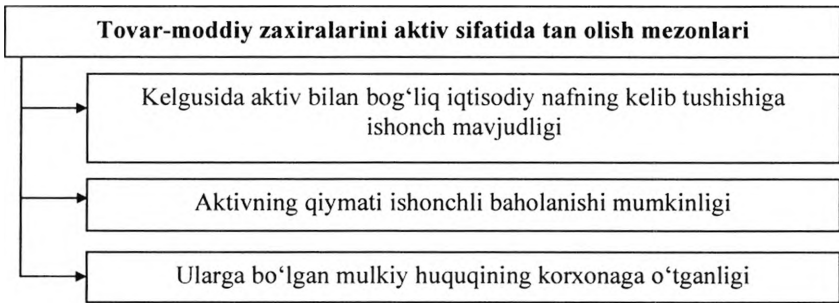 Tovar-moddiy zaxiralarini aktiv sifatida tan olish mezonlari
Kelgusida aktiv bilan bog‘liq iqtisodiy nafning kelib tushishiga
ishonch mavjudligi
Aktivning qiymati ishonchli baholanishi mumkinligi
Ularga bo‘lgan mulkiy huquqining korxonaga o‘tganligi